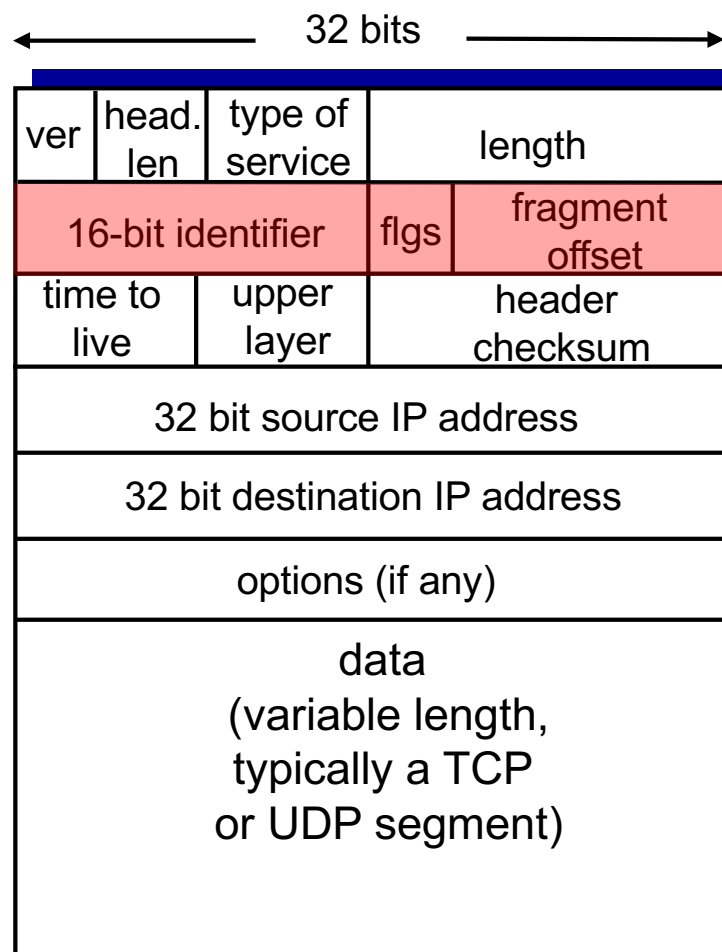 32 bits
ver
head.
len
type of
service
length
16-bit identifier
flgs
fragment
offset
time to
live
upper
layer
header
checksum
32 bit source IP address
32 bit destination IP address
options (if any)
data
(variable length,
typically a TCP
or UDP segment)